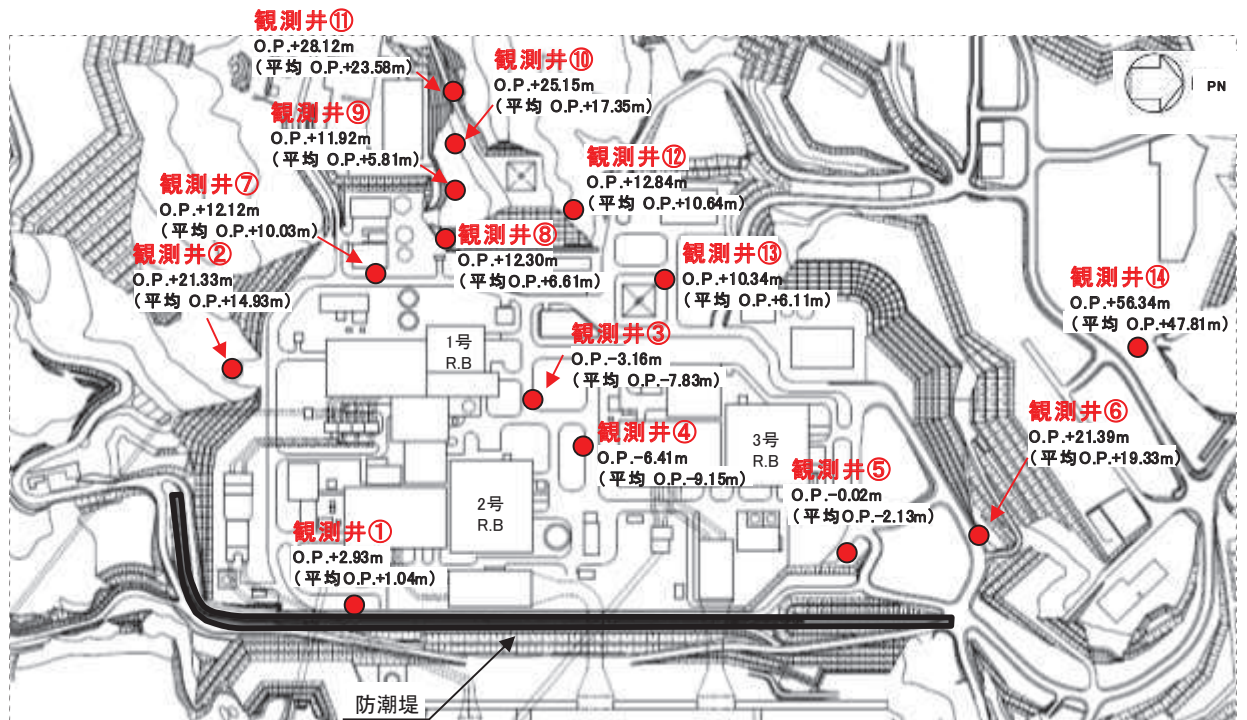 観測井⑪
O.P.+28.12m
(平均 O.P.+23.58m)
観測井⑩
O.P.+25.15m
(平均 O.P.+17.35m)
PN
観測井⑨
O.P.+11.92m
(平均 O.P.+5.81m)
観測井⑫
O.P.+12.84m
(平均 O.P.+10.64m)
観測井⑦
O.P.+12.12m
(平均 O.P.+10.03m)
観測井⑧
O.P.+12.30m
(平均O.P.+6.61m)
観測井②
O.P.+21.33m
(平均 O.P.+14.93m)
観測井⑬
O.P.+10.34m
(平均 O.P.+6.11m)
観測井⑭
O.P.+56.34m
(平均 O.P.+47.81m)
観測井③
O.P.-3.16m
(平均 O.P.-7.83m)
1号
R.B
観測井④
O.P.-6.41m
(平均 O.P.-9.15m)
3号
R.B
観測井⑥
O.P.+21.39m
(平均O.P.+19.33m)
観測井⑤
O.P.-0.02m
(平均O.P.-2.13m)
2号
R.B
観測井①
O.P.+2.93m
(平均O.P.+1.04m)
防潮堤